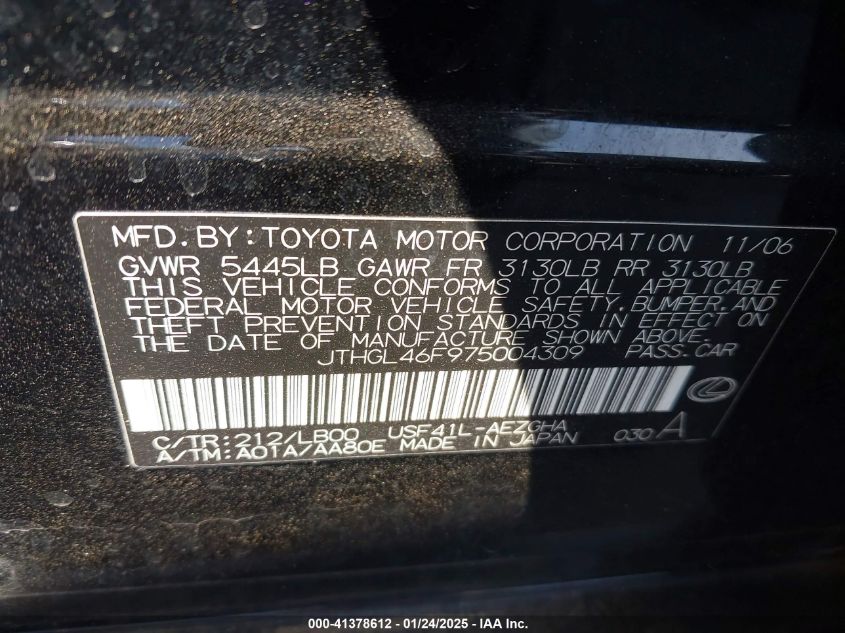 MFD. BY: TOYOTA MOTOR CORPORATION 11/06
GVWR 5445LB GAWR FR 3130LB RR 3130LB
THIS VEHICLE CONFORMS TO ALL APPLICABLE
FEDERAL MOTOR VEHICLE SAFETY, BUMPER, AND
THEFT PREVENTION STANDARDS IN EFFECT ON
THE DATE OF MANUFACTURE SHOWN ABOVE.
JTHGL46F975004309 PASS. CAR
C/TR: 212/LB00 USF41L-AEZGHA 030 A
A/TM: A01A/AA80E MADE IN JAPAN
000-41378612 - 01/24/2025 - IAA Inc.